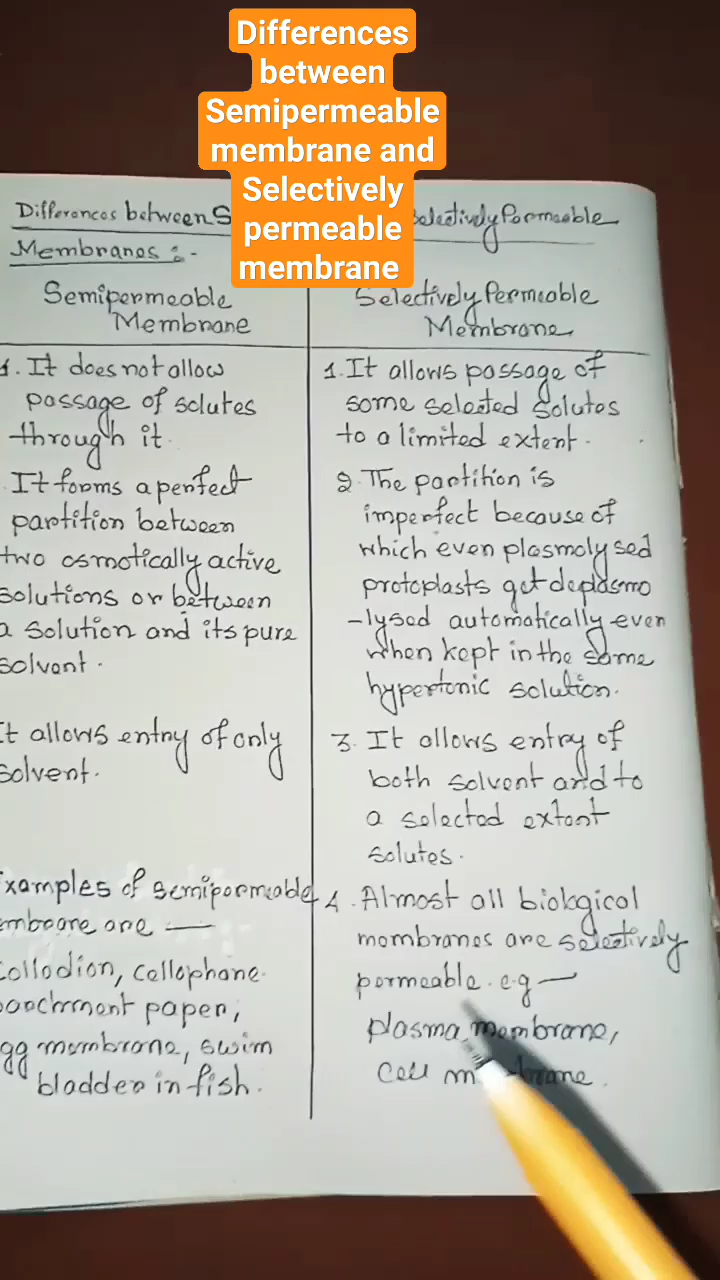 Differences
between
Semipermeable
membrane and
Selectively
permeable
membrane
Differences between S
Selectively Permeable
Membranes :-
Semipermeable
Membrane
1. It does not allow
passage of solutes
through it.
It forms a perfect
partition between
two osmotically active
solutions or between
a solution and its pure
solvent.
It allows entry of only
solvent.
Examples of semipermeable
are —
Collodion, cellophane
parchment paper,
egg membrane, swim
bladder in fish.
Selectively Permeable
Membrane
1. It allows passage of
some selected solutes
to a limited extent.
2. The partition is
imperfect because of
which even plasmolysed
protoplasts get deplasmo
-lysed automatically even
when kept in the same
hypertonic solution.
3. It allows entry of
both solvent and to
a selected extent
solutes.
4. Almost all biological
membranes are selectively
permeable. e.g —
plasma membrane,
cell membrane.